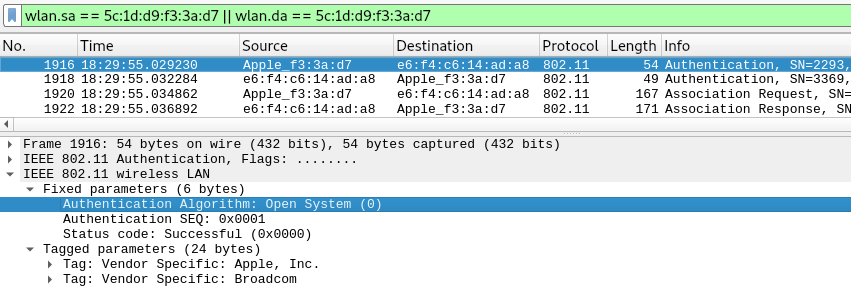 wlan.sa == 5c:1d:d9:f3:3a:d7 || wlan.da == 5c:1d:d9:f3:3a:d7
No. Time Source Destination Protocol Length Info
1916 18:29:55.029230 Apple_f3:3a:d7 e6:f4:c6:14:ad:a8 802.11 54 Authentication, SN=2293,
1918 18:29:55.032284 e6:f4:c6:14:ad:a8 Apple_f3:3a:d7 802.11 49 Authentication, SN=3369,
1920 18:29:55.034862 Apple_f3:3a:d7 e6:f4:c6:14:ad:a8 802.11 167 Association Request, SN=
1922 18:29:55.036892 e6:f4:c6:14:ad:a8 Apple_f3:3a:d7 802.11 171 Association Response, SN
Frame 1916: 54 bytes on wire (432 bits), 54 bytes captured (432 bits)
IEEE 802.11 Authentication, Flags: ........
IEEE 802.11 wireless LAN
Fixed parameters (6 bytes)
Authentication Algorithm: Open System (0)
Authentication SEQ: 0x0001
Status code: Successful (0x0000)
Tagged parameters (24 bytes)
Tag: Vendor Specific: Apple, Inc.
Tag: Vendor Specific: Broadcom